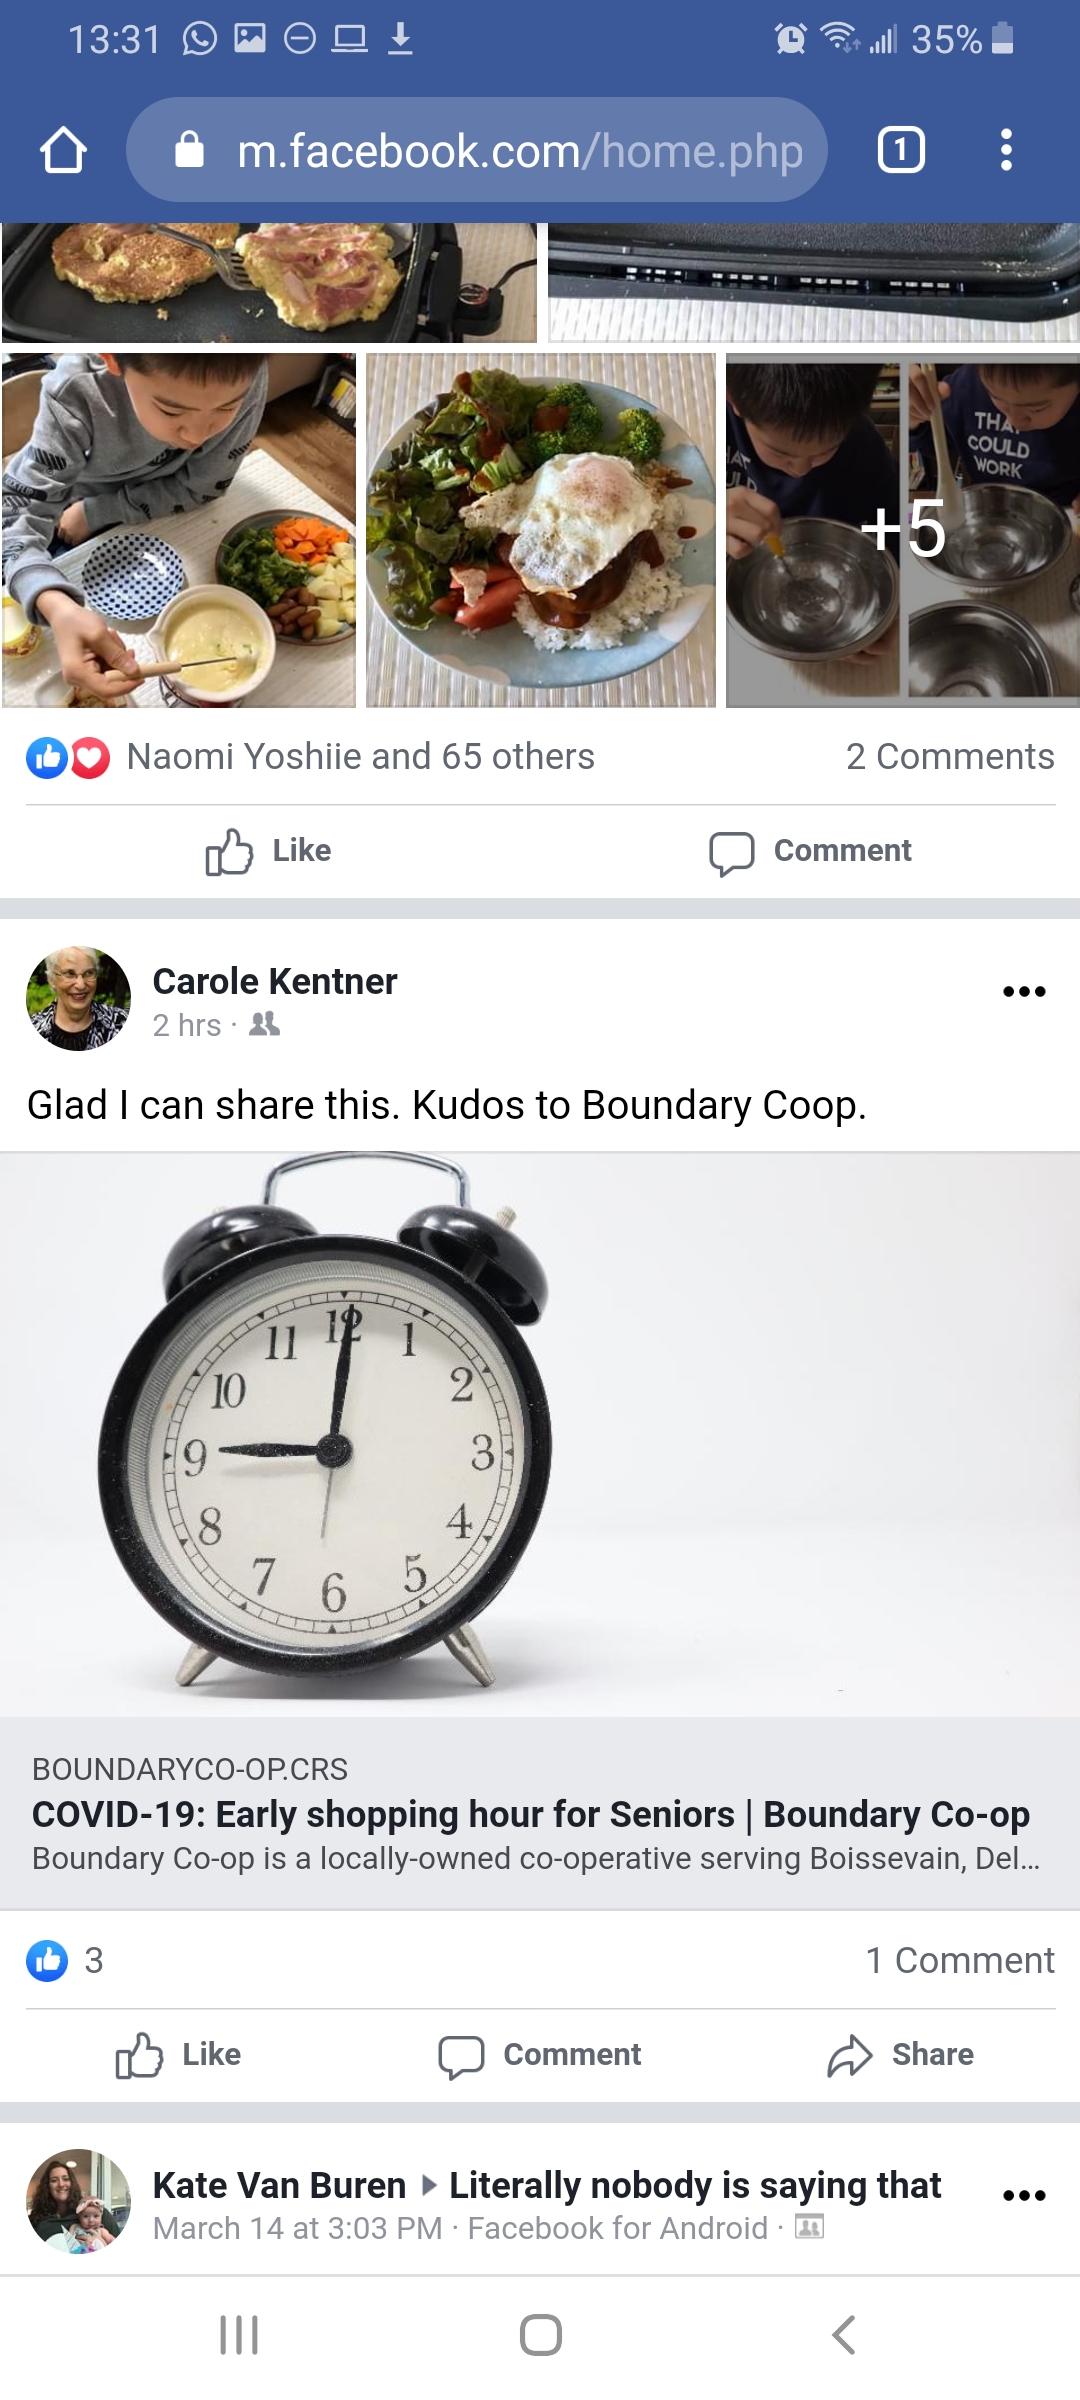 13:31 35%
m.facebook.com/home.php
1
THAT COULD WORK
+5
Naomi Yoshiie and 65 others 2 Comments
Like Comment
Carole Kentner
2 hrs ·
Glad I can share this. Kudos to Boundary Coop.
12
11 1
10 2
9 3
8 4
7 5
6
BOUNDARYCO-OP.CRS
COVID-19: Early shopping hour for Seniors | Boundary Co-op
Boundary Co-op is a locally-owned co-operative serving Boissevain, Del...
3 1 Comment
Like Comment Share
Kate Van Buren ▶ Literally nobody is saying that
March 14 at 3:03 PM · Facebook for Android ·